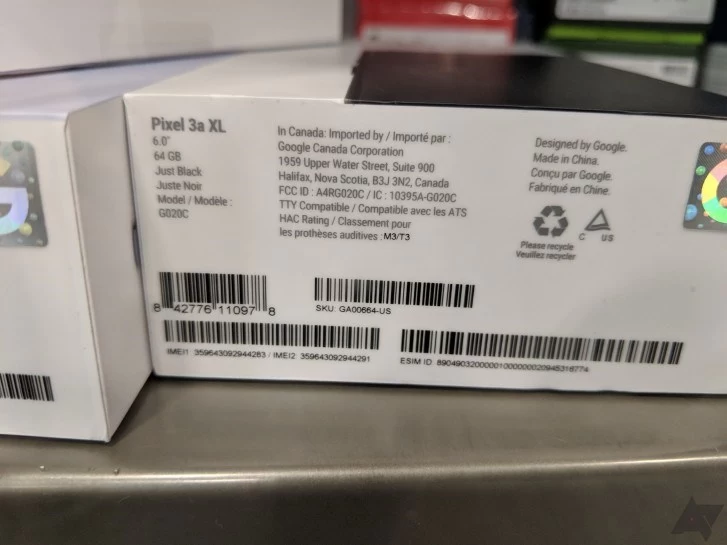 Pixel 3a XL
6.0"
64 GB
Just Black
Juste Noir
Model / Modèle :
G020C
In Canada: Imported by / Importé par :
Google Canada Corporation
1959 Upper Water Street, Suite 900
Halifax, Nova Scotia, B3J 3N2, Canada
FCC ID : A4RG020C / IC : 10395A-G020C
TTY Compatible / Compatible avec les ATS
HAC Rating / Classement pour
les prothèses auditives : M3/T3
Designed by Google.
Made in China.
Conçu par Google.
Fabriqué en Chine.
Please recycle
Veuillez recycler
C US
8 42776 11097 8
SKU: GA00664-US
IMEI1 359643092944283 / IMEI2 359643092944291
ESIM ID